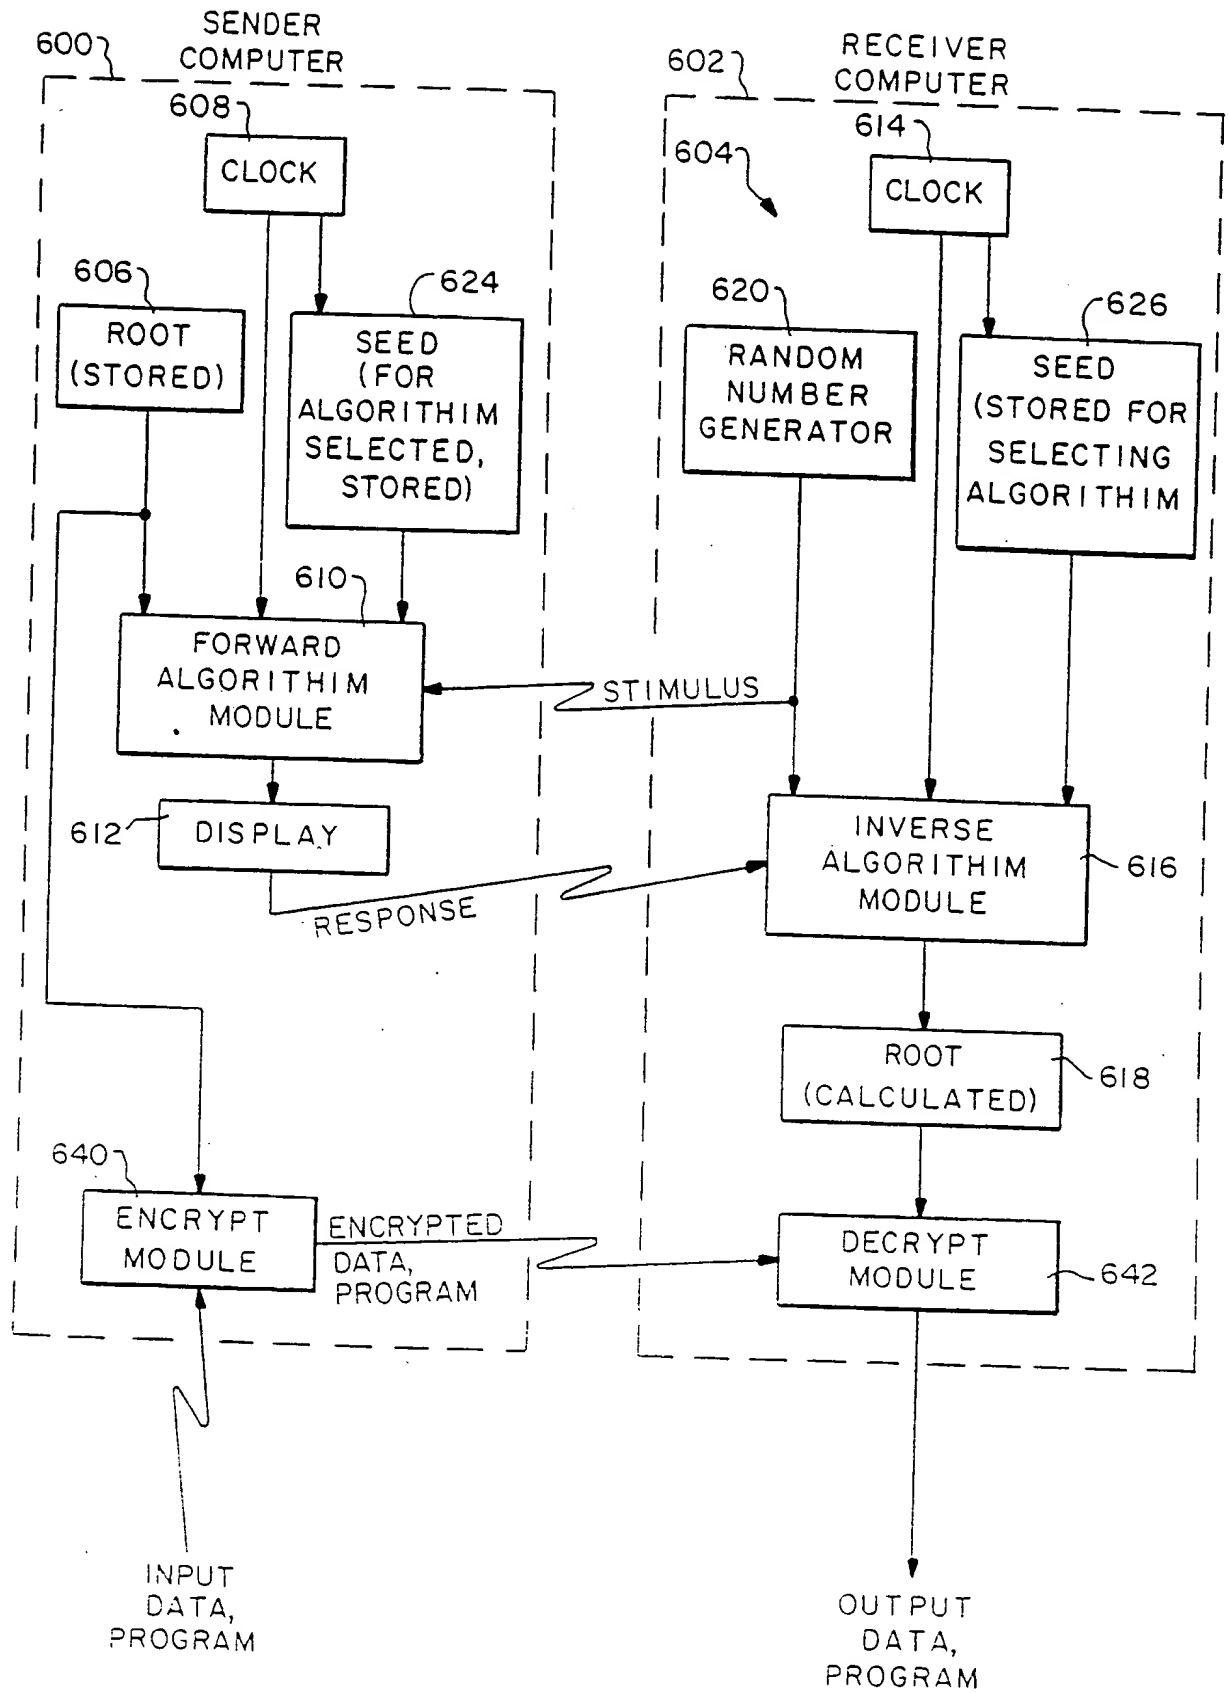 SENDER
COMPUTER
600
608
CLOCK
606
ROOT
(STORED)
624
SEED
(FOR
ALGORITHIM
SELECTED,
STORED)
610
FORWARD
ALGORITHIM
MODULE
612
DISPLAY
RESPONSE
STIMULUS
640
ENCRYPT
MODULE
ENCRYPTED
DATA,
PROGRAM
INPUT
DATA,
PROGRAM
RECEIVER
COMPUTER
602
604
614
CLOCK
620
RANDOM
NUMBER
GENERATOR
626
SEED
(STORED FOR
SELECTING
ALGORITHIM
INVERSE
ALGORITHIM
MODULE
616
ROOT
(CALCULATED)
618
DECRYPT
MODULE
642
OUTPUT
DATA,
PROGRAM